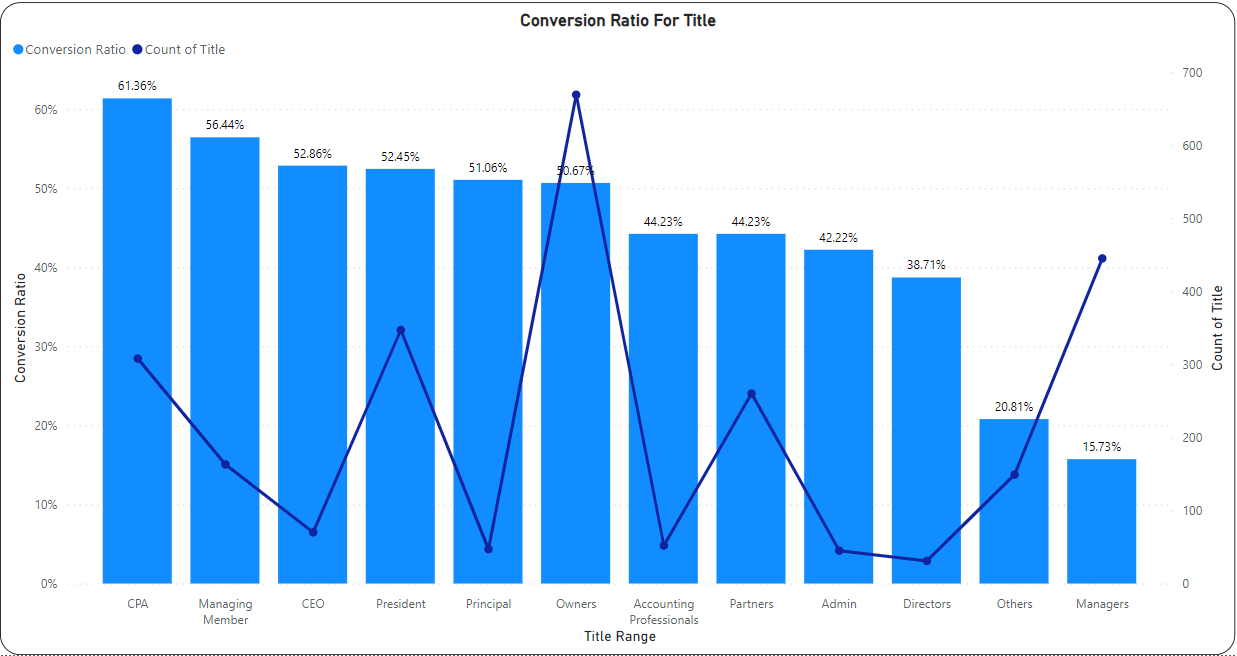 Conversion Ratio For Title
Conversion Ratio Count of Title
61.36%
56.44%
52.86%
52.45%
51.06%
50.67%
44.23%
44.23%
42.22%
38.71%
20.81%
15.73%
60%
50%
40%
30%
20%
10%
0%
Conversion Ratio
700
600
500
400
300
200
100
0
Count of Title
CPA
Managing
Member
CEO
President
Principal
Owners
Accounting
Professionals
Partners
Admin
Directors
Others
Managers
Title Range